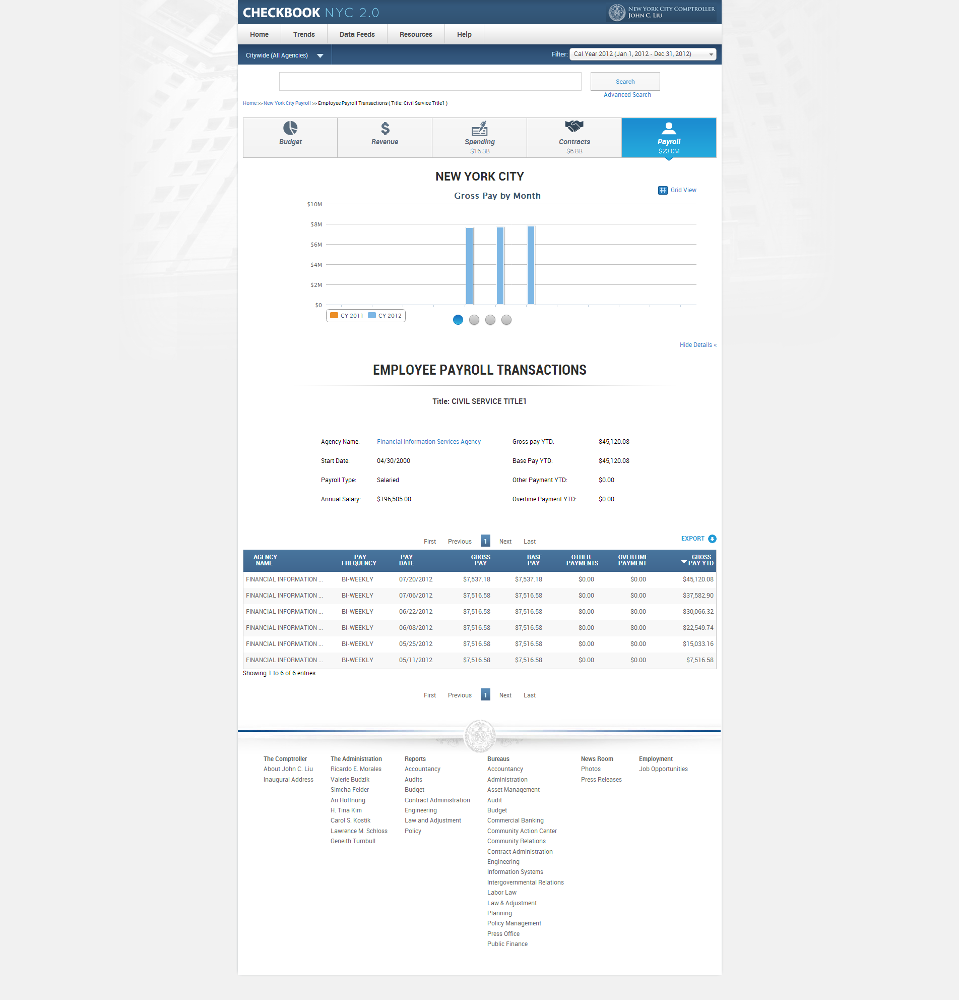 CHECKBOOK NYC 2.0
NEW YORK CITY COMPTROLLER
JOHN C. LIU
Home Trends Data Feeds Resources Help
Citywide (All Agencies) Filter: Cal Year 2012 (Jan 1, 2012 - Dec 31, 2012)
Search
Advanced Search
Home >> New York City Payroll >> Employee Payroll Transactions ( Title: Civil Service Title1 )
Budget Revenue Spending Contracts Payroll
$16.3B $6.8B $23.0M
NEW YORK CITY
Grid View
Gross Pay by Month
$10M
$8M
$6M
$4M
$2M
$0
CY 2011 CY 2012
Hide Details «
EMPLOYEE PAYROLL TRANSACTIONS
Title: CIVIL SERVICE TITLE1
Agency Name: Financial Information Services Agency Gross pay YTD: $45,120.08
Start Date: 04/30/2000 Base Pay YTD: $45,120.08
Payroll Type: Salaried Other Payment YTD: $0.00
Annual Salary: $196,505.00 Overtime Payment YTD: $0.00
First Previous 1 Next Last EXPORT
AGENCY PAY PAY GROSS BASE OTHER OVERTIME GROSS
NAME FREQUENCY DATE PAY PAY PAYMENTS PAYMENT PAY YTD
FINANCIAL INFORMATION ... BI-WEEKLY 07/20/2012 $7,537.18 $7,537.18 $0.00 $0.00 $45,120.08
FINANCIAL INFORMATION ... BI-WEEKLY 07/06/2012 $7,516.58 $7,516.58 $0.00 $0.00 $37,582.90
FINANCIAL INFORMATION ... BI-WEEKLY 06/22/2012 $7,516.58 $7,516.58 $0.00 $0.00 $30,066.32
FINANCIAL INFORMATION ... BI-WEEKLY 06/08/2012 $7,516.58 $7,516.58 $0.00 $0.00 $22,549.74
FINANCIAL INFORMATION ... BI-WEEKLY 05/25/2012 $7,516.58 $7,516.58 $0.00 $0.00 $15,033.16
FINANCIAL INFORMATION ... BI-WEEKLY 05/11/2012 $7,516.58 $7,516.58 $0.00 $0.00 $7,516.58
Showing 1 to 6 of 6 entries
First Previous 1 Next Last
The Comptroller
About John C. Liu
Inaugural Address
The Administration
Ricardo E. Morales
Valerie Budzik
Simcha Felder
Ari Hoffnung
H. Tina Kim
Carol S. Kostik
Lawrence M. Schloss
Geneith Turnbull
Reports
Accountancy
Audits
Budget
Contract Administration
Engineering
Law and Adjustment
Policy
Bureaus
Accountancy
Administration
Asset Management
Audit
Budget
Commercial Banking
Community Action Center
Community Relations
Contract Administration
Engineering
Information Systems
Intergovernmental Relations
Labor Law
Law & Adjustment
Planning
Policy Management
Press Office
Public Finance
News Room
Photos
Press Releases
Employment
Job Opportunities